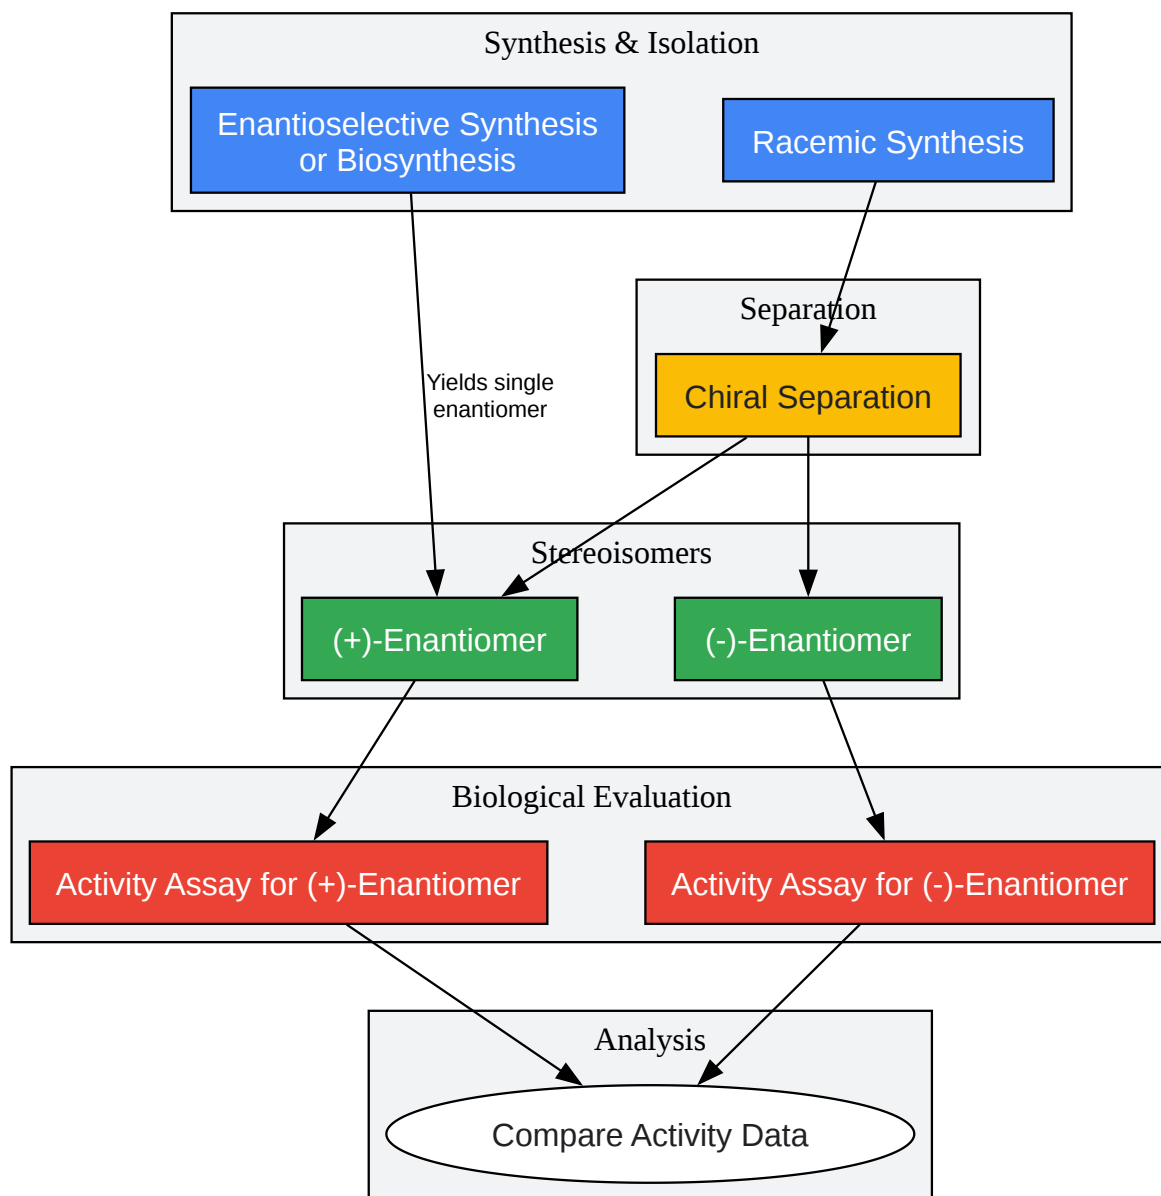 Synthesis & Isolation
Enantioselective Synthesis
or Biosynthesis
Racemic Synthesis
Separation
Yields single
enantiomer
Chiral Separation
Stereoisomers
(+)-Enantiomer
(-)-Enantiomer
Biological Evaluation
Activity Assay for (+)-Enantiomer
Activity Assay for (-)-Enantiomer
Analysis
Compare Activity Data